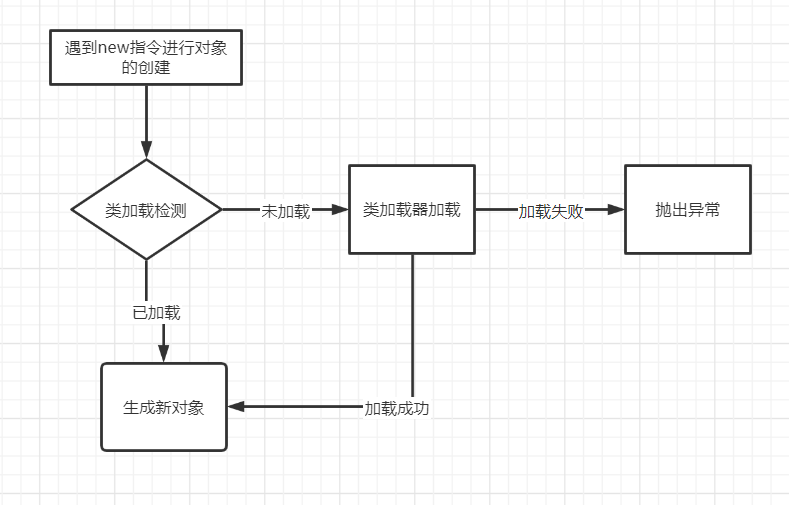 遇到new指令进行对象
的创建
类加载检测
未加载
类加载器加载
加载失败
抛出异常
已加载
生成新对象
加载成功